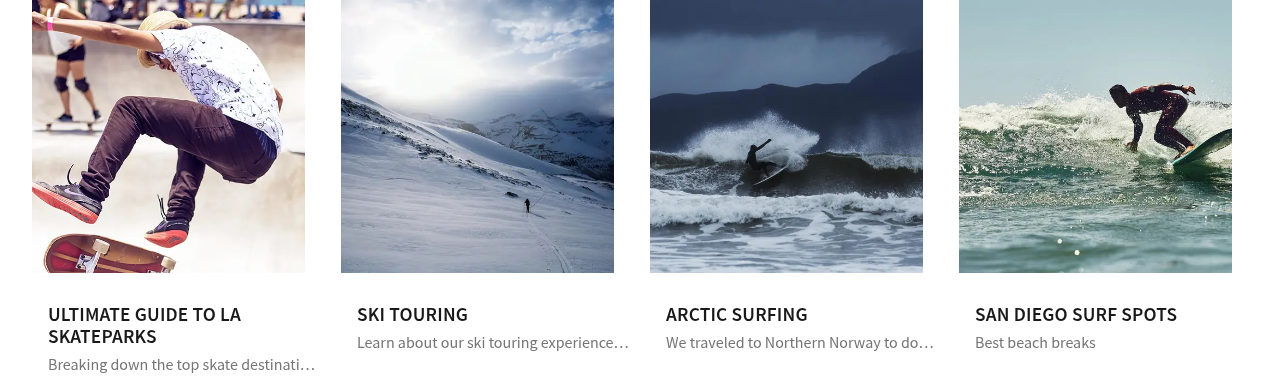 ULTIMATE GUIDE TO LA
SKATEPARKS
Breaking down the top skate destinati…
SKI TOURING
Learn about our ski touring experience…
ARCTIC SURFING
We traveled to Northern Norway to do…
SAN DIEGO SURF SPOTS
Best beach breaks